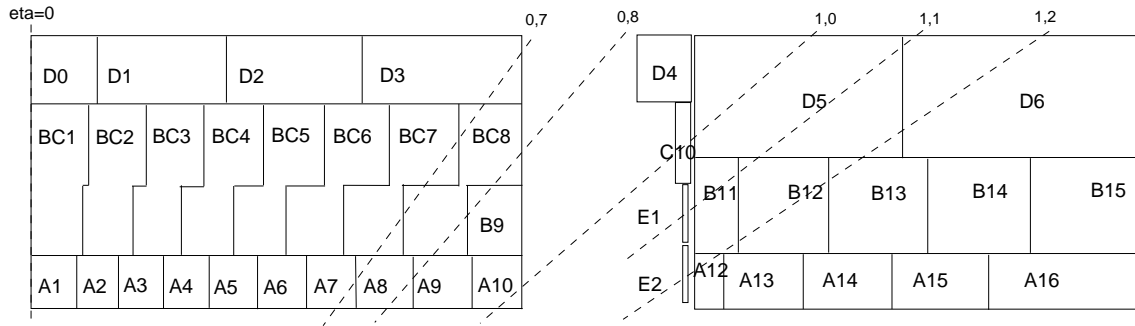 eta=0 0,7 0,8 1,0 1,1 1,2
D0 D1 D2 D3 D4 D5 D6
BC1 BC2 BC3 BC4 BC5 BC6 BC7 BC8 C10
B9 E1 B11 B12 B13 B14 B15
A1 A2 A3 A4 A5 A6 A7 A8 A9 A10 E2 A12 A13 A14 A15 A16